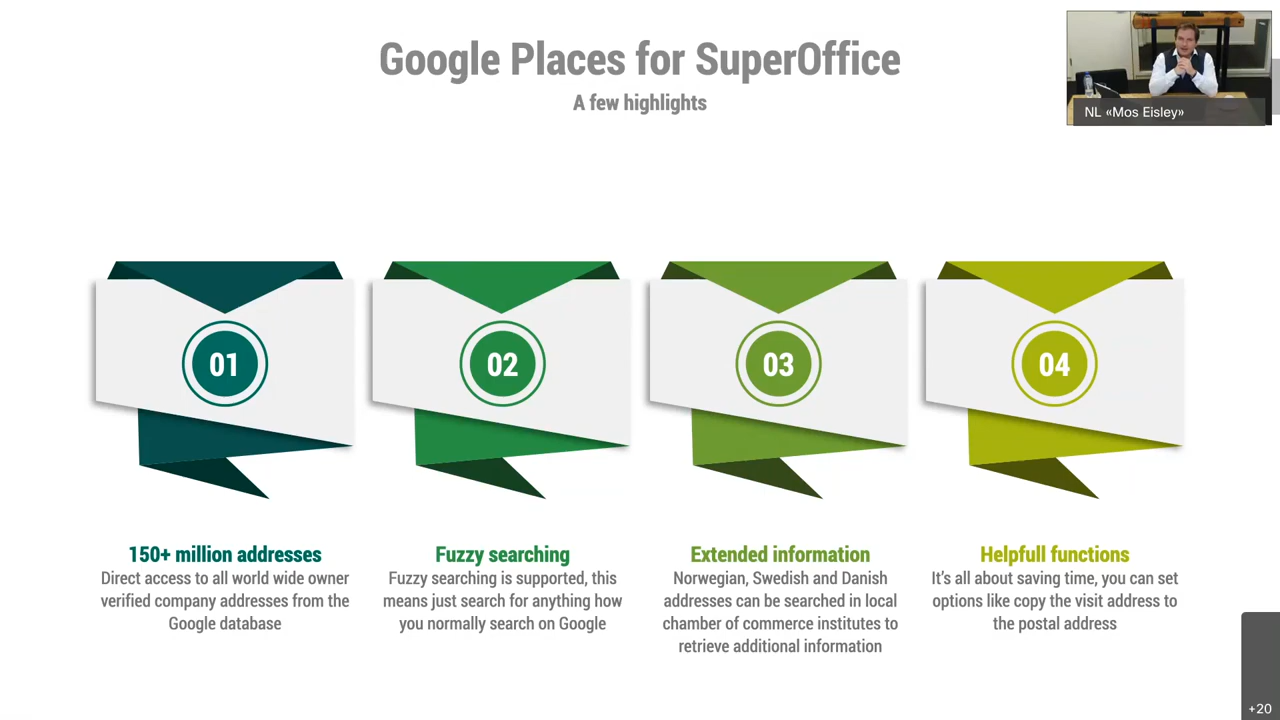 Google Places for SuperOffice
A few highlights
NL «Mos Eisley»
01
02
03
04
150+ million addresses
Direct access to all world wide owner
verified company addresses from the
Google database
Fuzzy searching
Fuzzy searching is supported, this
means just search for anything how
you normally search on Google
Extended information
Norwegian, Swedish and Danish
addresses can be searched in local
chamber of commerce institutes to
retrieve additional information
Helpfull functions
It's all about saving time, you can set
options like copy the visit address to
the postal address
+20